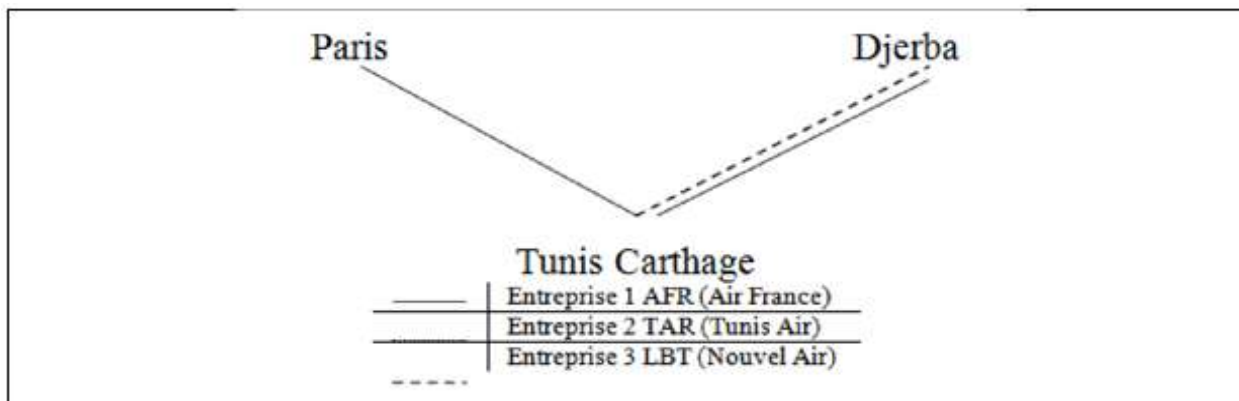 Paris Djerba
Tunis Carthage
Entreprise 1 AFR (Air France)
Entreprise 2 TAR (Tunis Air)
Entreprise 3 LBT (Nouvel Air)